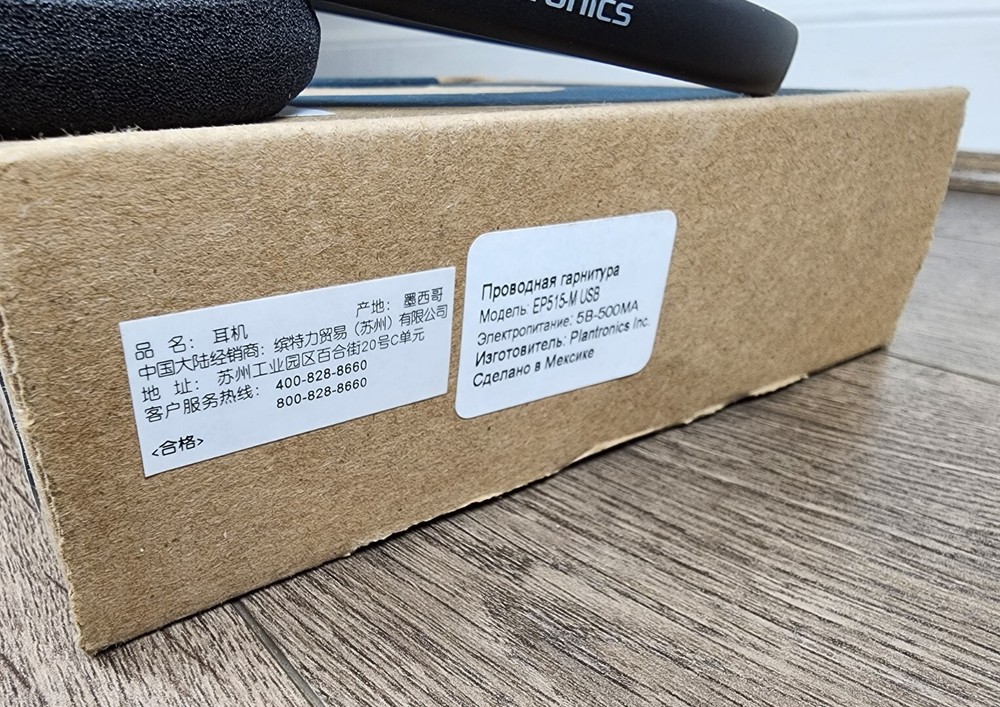 onics
品 名： 耳机 产地： 墨西哥
中国大陆经销商：缤特力贸易（苏州）有限公司
地 址： 苏州工业园区百合街20号C单元
客户服务热线： 400-828-8660
800-828-8660
<合格>
Проводная гарнитура
Модель: EP515-M USB
Электропитание: 5В-500МА
Изготовитель: Plantronics Inc.
Сделано в Мексике